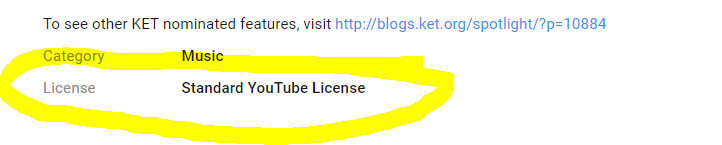 To see other KET nominated features, visit http://blogs.ket.org/spotlight/?p=10884
Category Music
License Standard YouTube License